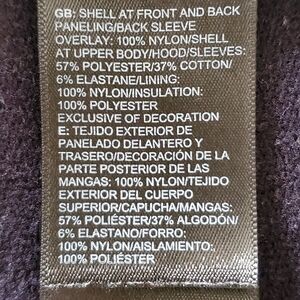 GB: SHELL AT FRONT AND BACK
PANELING/BACK SLEEVE
OVERLAY: 100% NYLON/SHELL
AT UPPER BODY/HOOD/SLEEVES:
57% POLYESTER/37% COTTON/
6% ELASTANE/LINING:
100% NYLON/INSULATION:
100% POLYESTER
EXCLUSIVE OF DECORATION
E: TEJIDO EXTERIOR DE
PANELADO DELANTERO Y
TRASERO/DECORACIÓN DE LA
PARTE POSTERIOR DE LAS
MANGAS: 100% NYLON/TEJIDO
EXTERIOR DEL CUERPO
SUPERIOR/CAPUCHA/MANGAS:
57% POLIÉSTER/37% ALGODÓN/
6% ELASTANO/FORRO:
100% NYLON/AISLAMIENTO:
100% POLIÉSTER